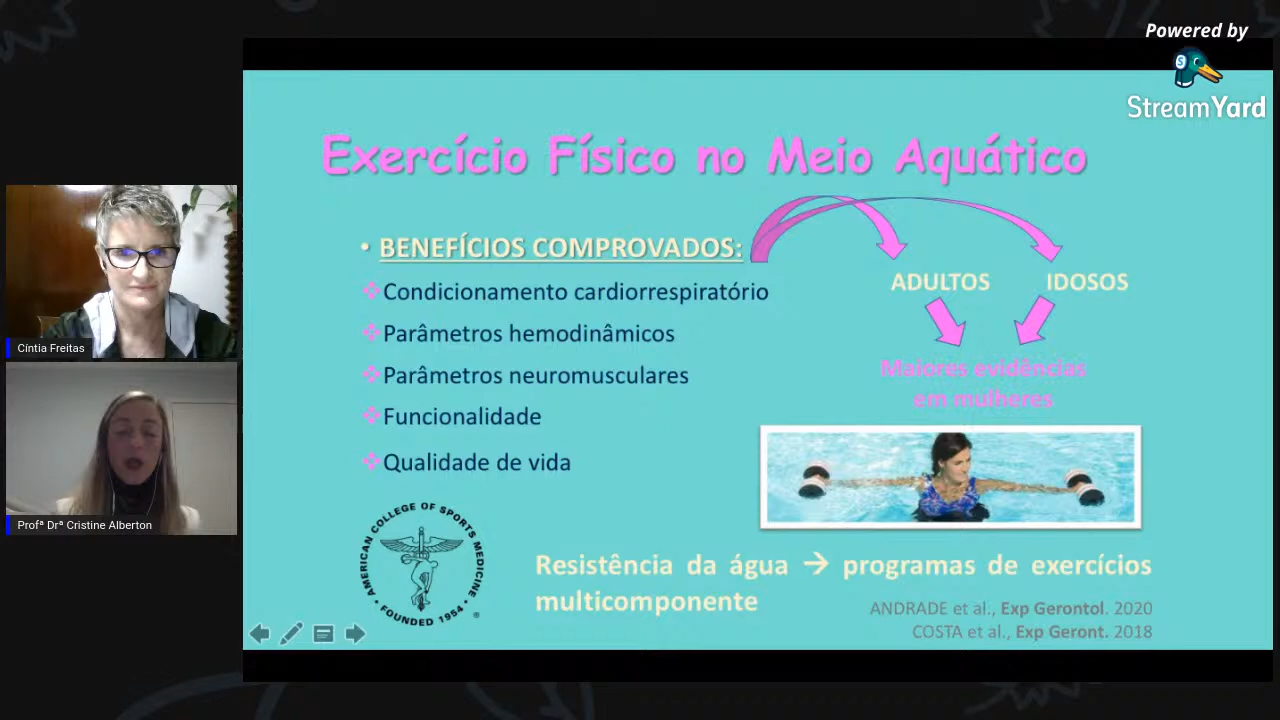 Powered by
StreamYard
Exercício Físico no Meio Aquático
• BENEFÍCIOS COMPROVADOS:
Condicionamento cardiorrespiratório
Parâmetros hemodinâmicos
Parâmetros neuromusculares
Funcionalidade
Qualidade de vida
ADULTOS
IDOSOS
Maiores evidências
em mulheres
AMERICAN COLLEGE OF SPORTS MEDICINE
• FOUNDED 1954 •
®
Resistência da água → programas de exercícios
multicomponente
ANDRADE et al., Exp Gerontol. 2020
COSTA et al., Exp Geront. 2018
Cíntia Freitas
Profª Drª Cristine Alberton